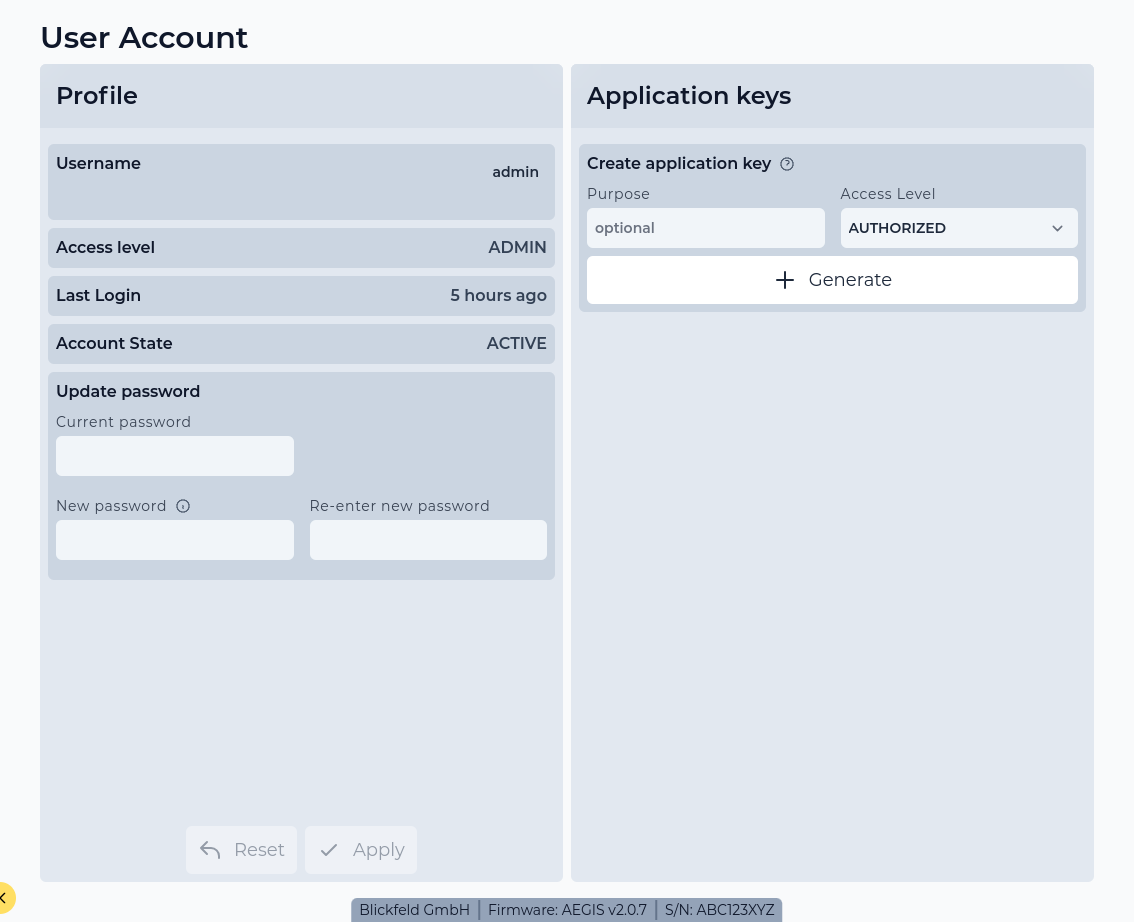 User Account
Profile
Username
admin
Access level
ADMIN
Last Login
5 hours ago
Account State
ACTIVE
Update password
Current password
New password
Re-enter new password
Reset
Apply
Application keys
Create application key
Purpose
Access Level
optional
AUTHORIZED
Generate
Blickfeld GmbH
Firmware: AEGIS v2.0.7
S/N: ABC123XYZ